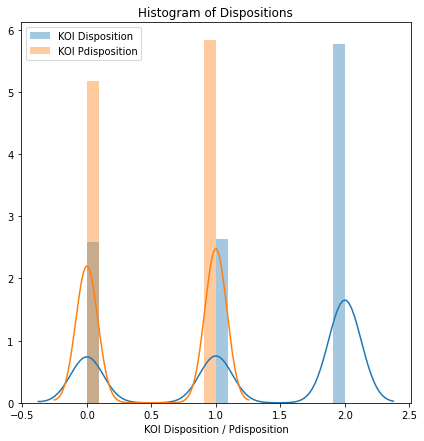 Histogram of Dispositions
KOI Disposition
KOI Pdisposition
6
5
4
3
2
1
0
−0.5 0.0 0.5 1.0 1.5 2.0 2.5
KOI Disposition / Pdisposition